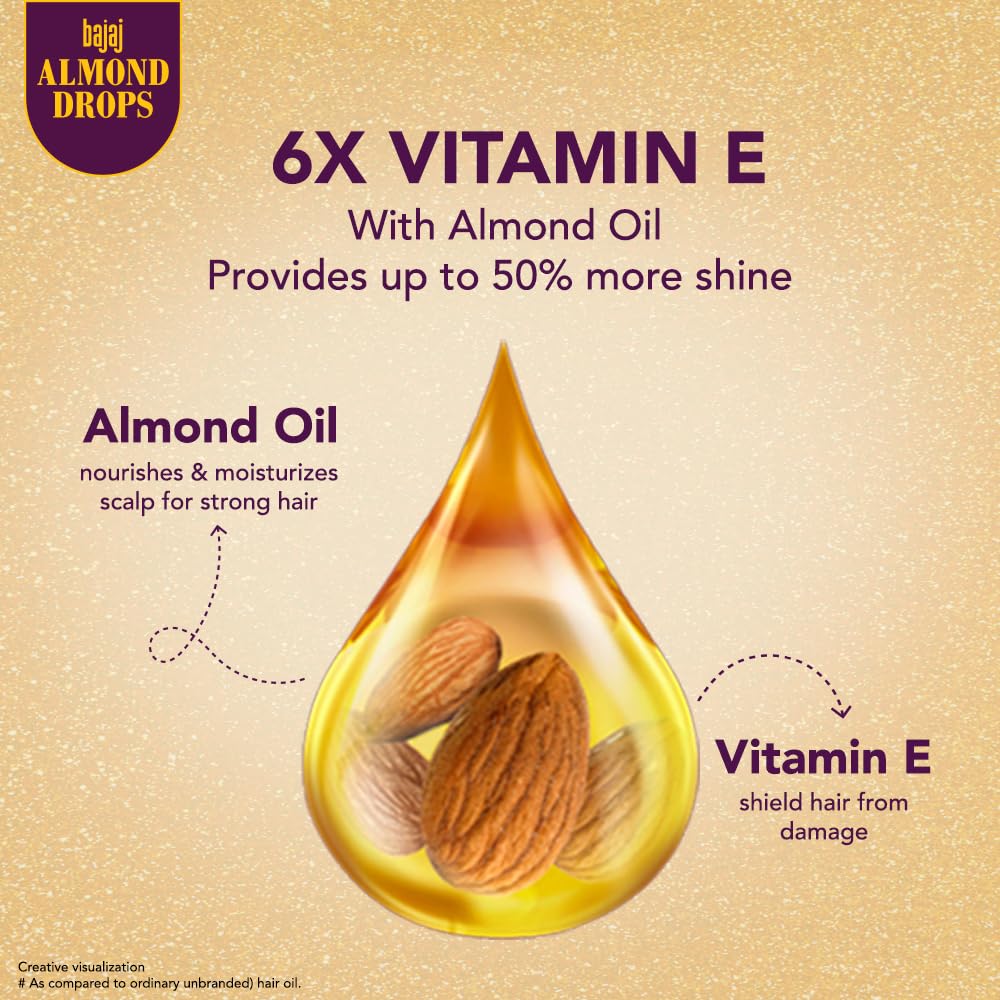 bajaj
ALMOND
DROPS
6X VITAMIN E
With Almond Oil
Provides up to 50% more shine
Almond Oil
nourishes & moisturizes
scalp for strong hair
Vitamin E
shield hair from
damage
Creative visualization
# As compared to ordinary unbranded) hair oil.